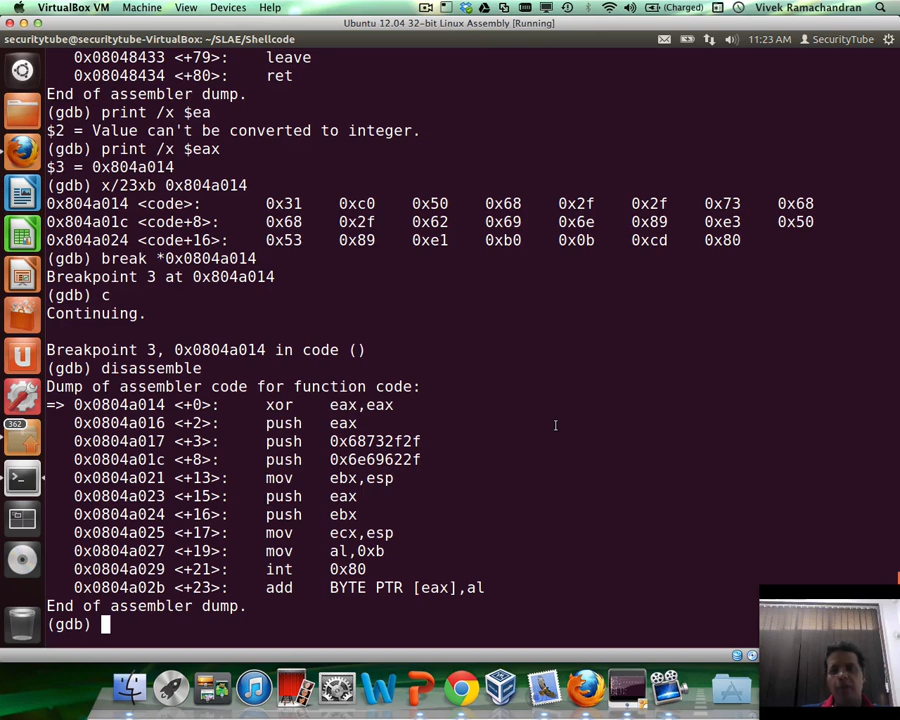 VirtualBox VM Machine View Devices Help (Charged) Vivek Ramachandran
Ubuntu 12.04 32-bit Linux Assembly [Running]
securitytube@securitytube-VirtualBox: ~/SLAE/Shellcode 11:23 AM SecurityTube
0x08048433 <+79>: leave
0x08048434 <+80>: ret
End of assembler dump.
(gdb) print /x $ea
$2 = Value can't be converted to integer.
(gdb) print /x $eax
$3 = 0x804a014
(gdb) x/23xb 0x804a014
0x804a014 <code>: 0x31 0xc0 0x50 0x68 0x2f 0x2f 0x73 0x68
0x804a01c <code+8>: 0x68 0x2f 0x62 0x69 0x6e 0x89 0xe3 0x50
0x804a024 <code+16>: 0x53 0x89 0xe1 0xb0 0x0b 0xcd 0x80
(gdb) break *0x0804a014
Breakpoint 3 at 0x804a014
(gdb) c
Continuing.
Breakpoint 3, 0x0804a014 in code ()
(gdb) disassemble
Dump of assembler code for function code:
=> 0x0804a014 <+0>: xor eax,eax
0x0804a016 <+2>: push eax
0x0804a017 <+3>: push 0x68732f2f
0x0804a01c <+8>: push 0x6e69622f
0x0804a021 <+13>: mov ebx,esp
0x0804a023 <+15>: push eax
0x0804a024 <+16>: push ebx
0x0804a025 <+17>: mov ecx,esp
0x0804a027 <+19>: mov al,0xb
0x0804a029 <+21>: int 0x80
0x0804a02b <+23>: add BYTE PTR [eax],al
End of assembler dump.
(gdb)
362